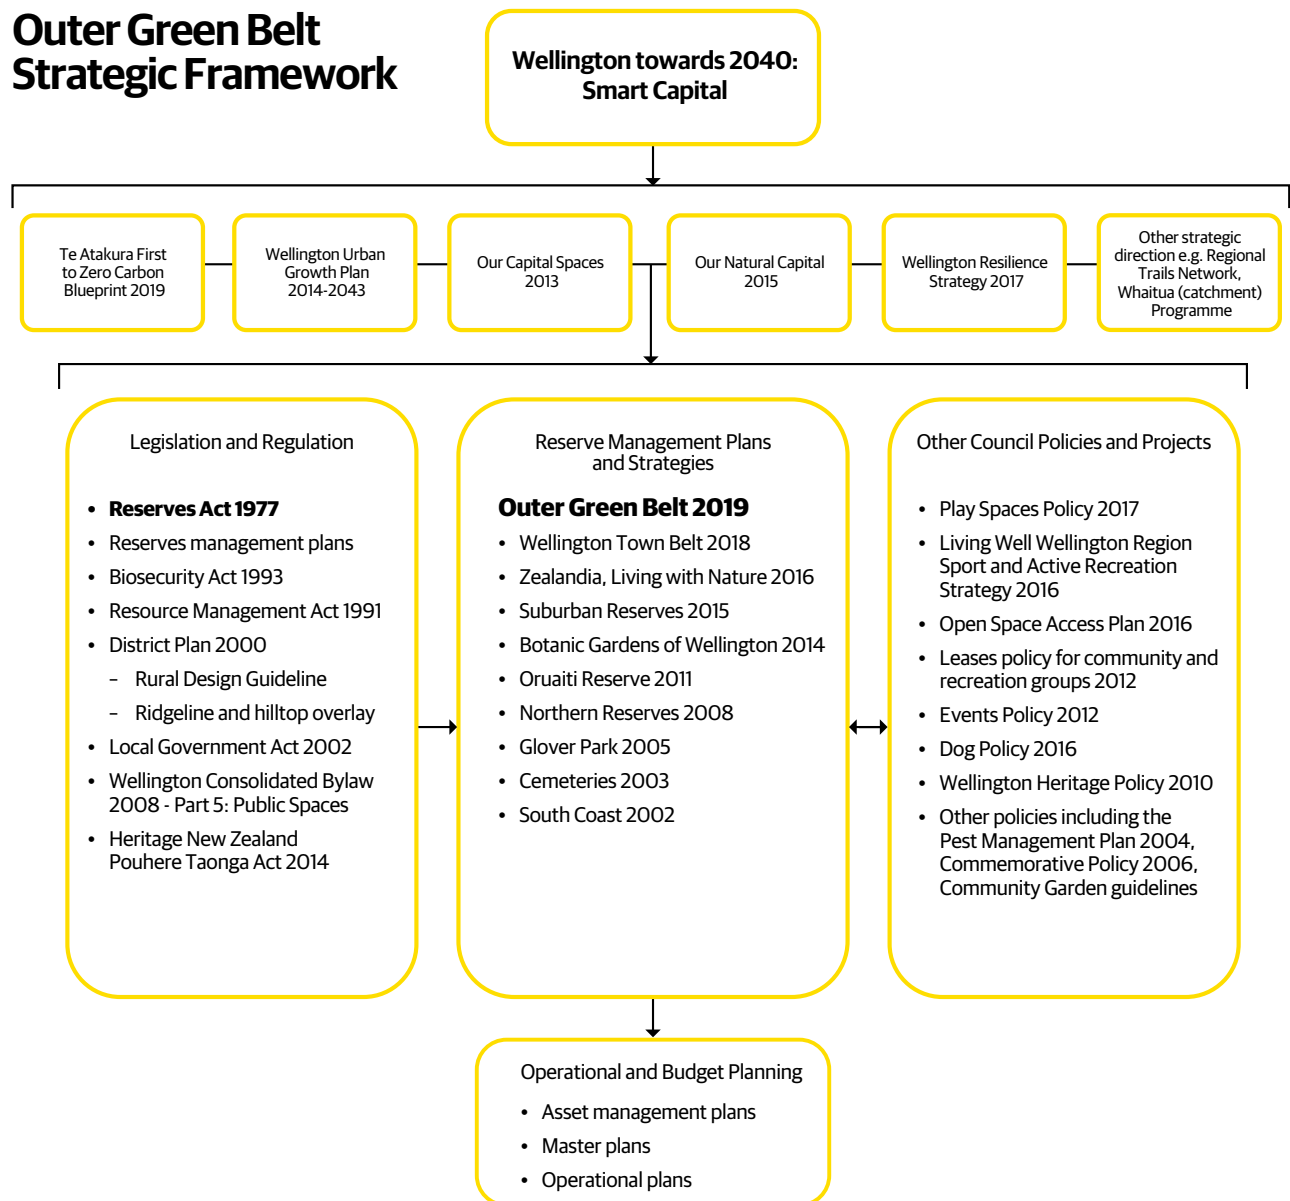 Outer Green Belt
Strategic Framework
Wellington towards 2040:
Smart Capital
Te Atakura First
to Zero Carbon
Blueprint 2019
Wellington Urban
Growth Plan
2014-2043
Our Capital Spaces
2013
Our Natural Capital
2015
Wellington Resilience
Strategy 2017
Other strategic
direction e.g. Regional
Trails Network,
Whaitua (catchment)
Programme
Legislation and Regulation
• Reserves Act 1977
• Reserves management plans
• Biosecurity Act 1993
• Resource Management Act 1991
• District Plan 2000
– Rural Design Guideline
– Ridgeline and hilltop overlay
• Local Government Act 2002
• Wellington Consolidated Bylaw
2008 - Part 5: Public Spaces
• Heritage New Zealand
Pouhere Taonga Act 2014
Reserve Management Plans
and Strategies
Outer Green Belt 2019
• Wellington Town Belt 2018
• Zealandia, Living with Nature 2016
• Suburban Reserves 2015
• Botanic Gardens of Wellington 2014
• Oruaiti Reserve 2011
• Northern Reserves 2008
• Glover Park 2005
• Cemeteries 2003
• South Coast 2002
Other Council Policies and Projects
• Play Spaces Policy 2017
• Living Well Wellington Region
Sport and Active Recreation
Strategy 2016
• Open Space Access Plan 2016
• Leases policy for community and
recreation groups 2012
• Events Policy 2012
• Dog Policy 2016
• Wellington Heritage Policy 2010
• Other policies including the
Pest Management Plan 2004,
Commemorative Policy 2006,
Community Garden guidelines
Operational and Budget Planning
• Asset management plans
• Master plans
• Operational plans